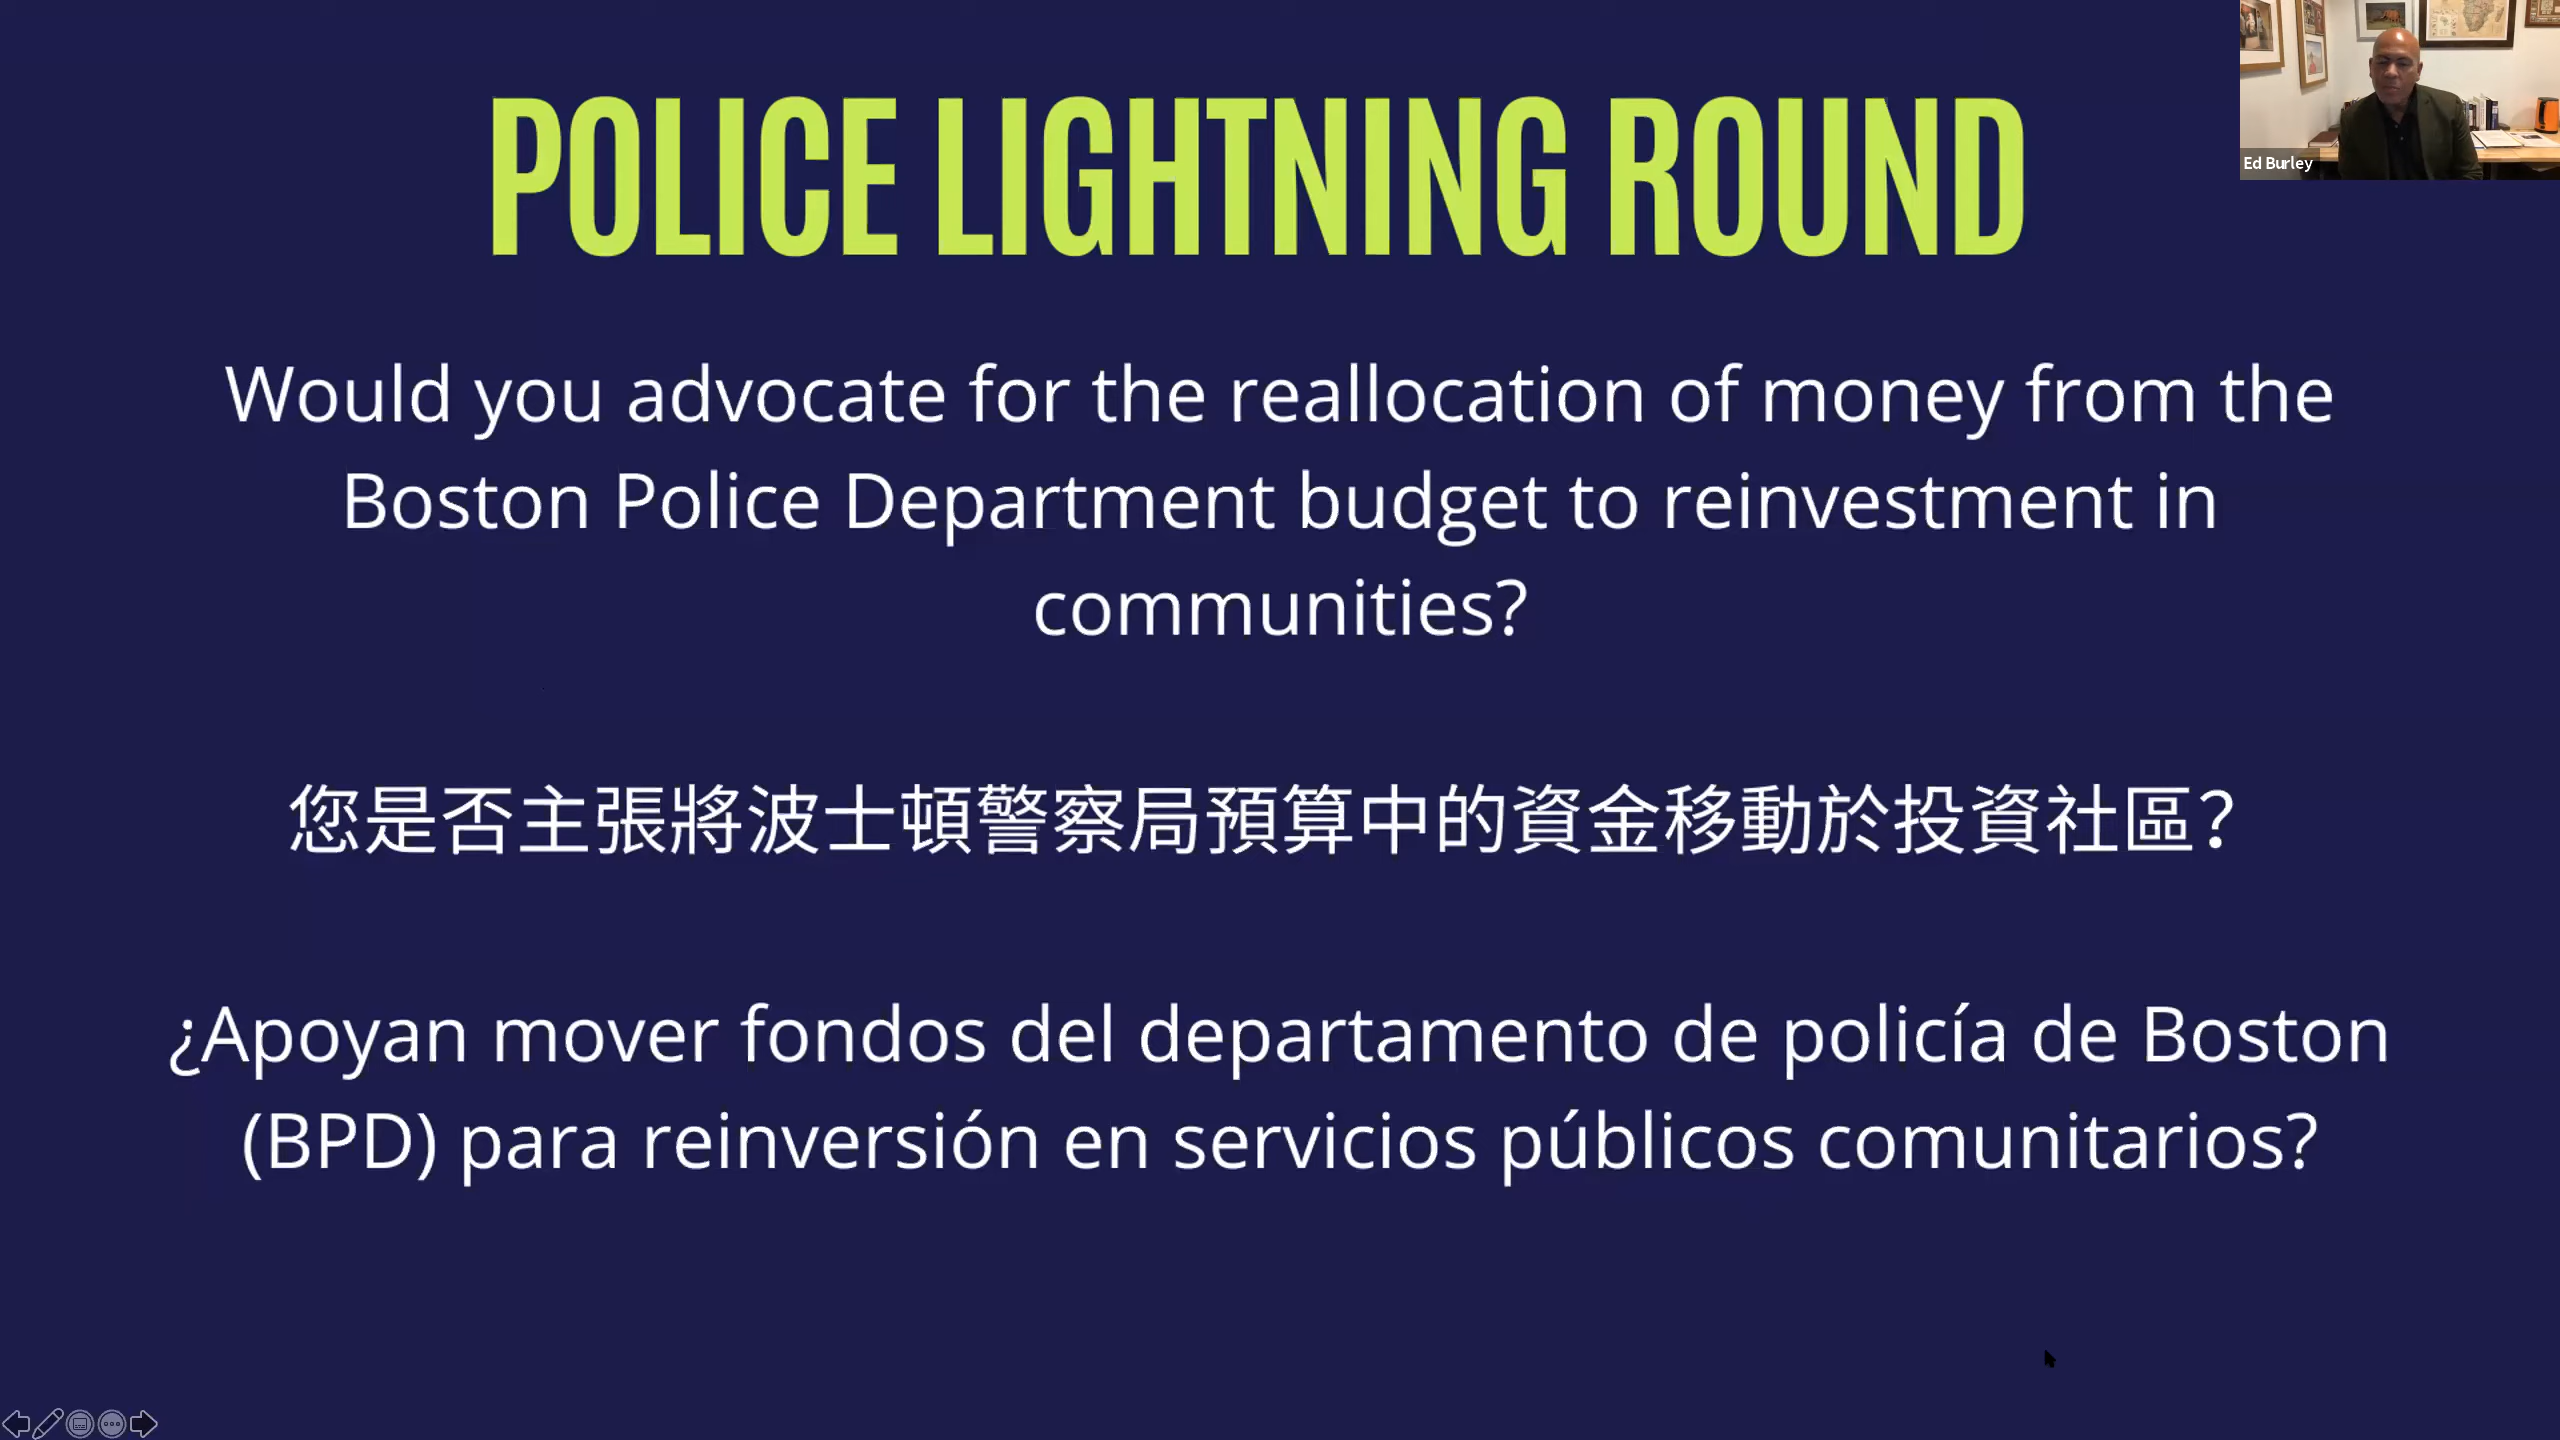 POLICE LIGHTNING ROUND
Ed Burley
Would you advocate for the reallocation of money from the
Boston Police Department budget to reinvestment in
communities?
您是否主張將波士頓警察局預算中的資金移動於投資社區?
¿Apoyan mover fondos del departamento de policía de Boston
(BPD) para reinversión en servicios públicos comunitarios?